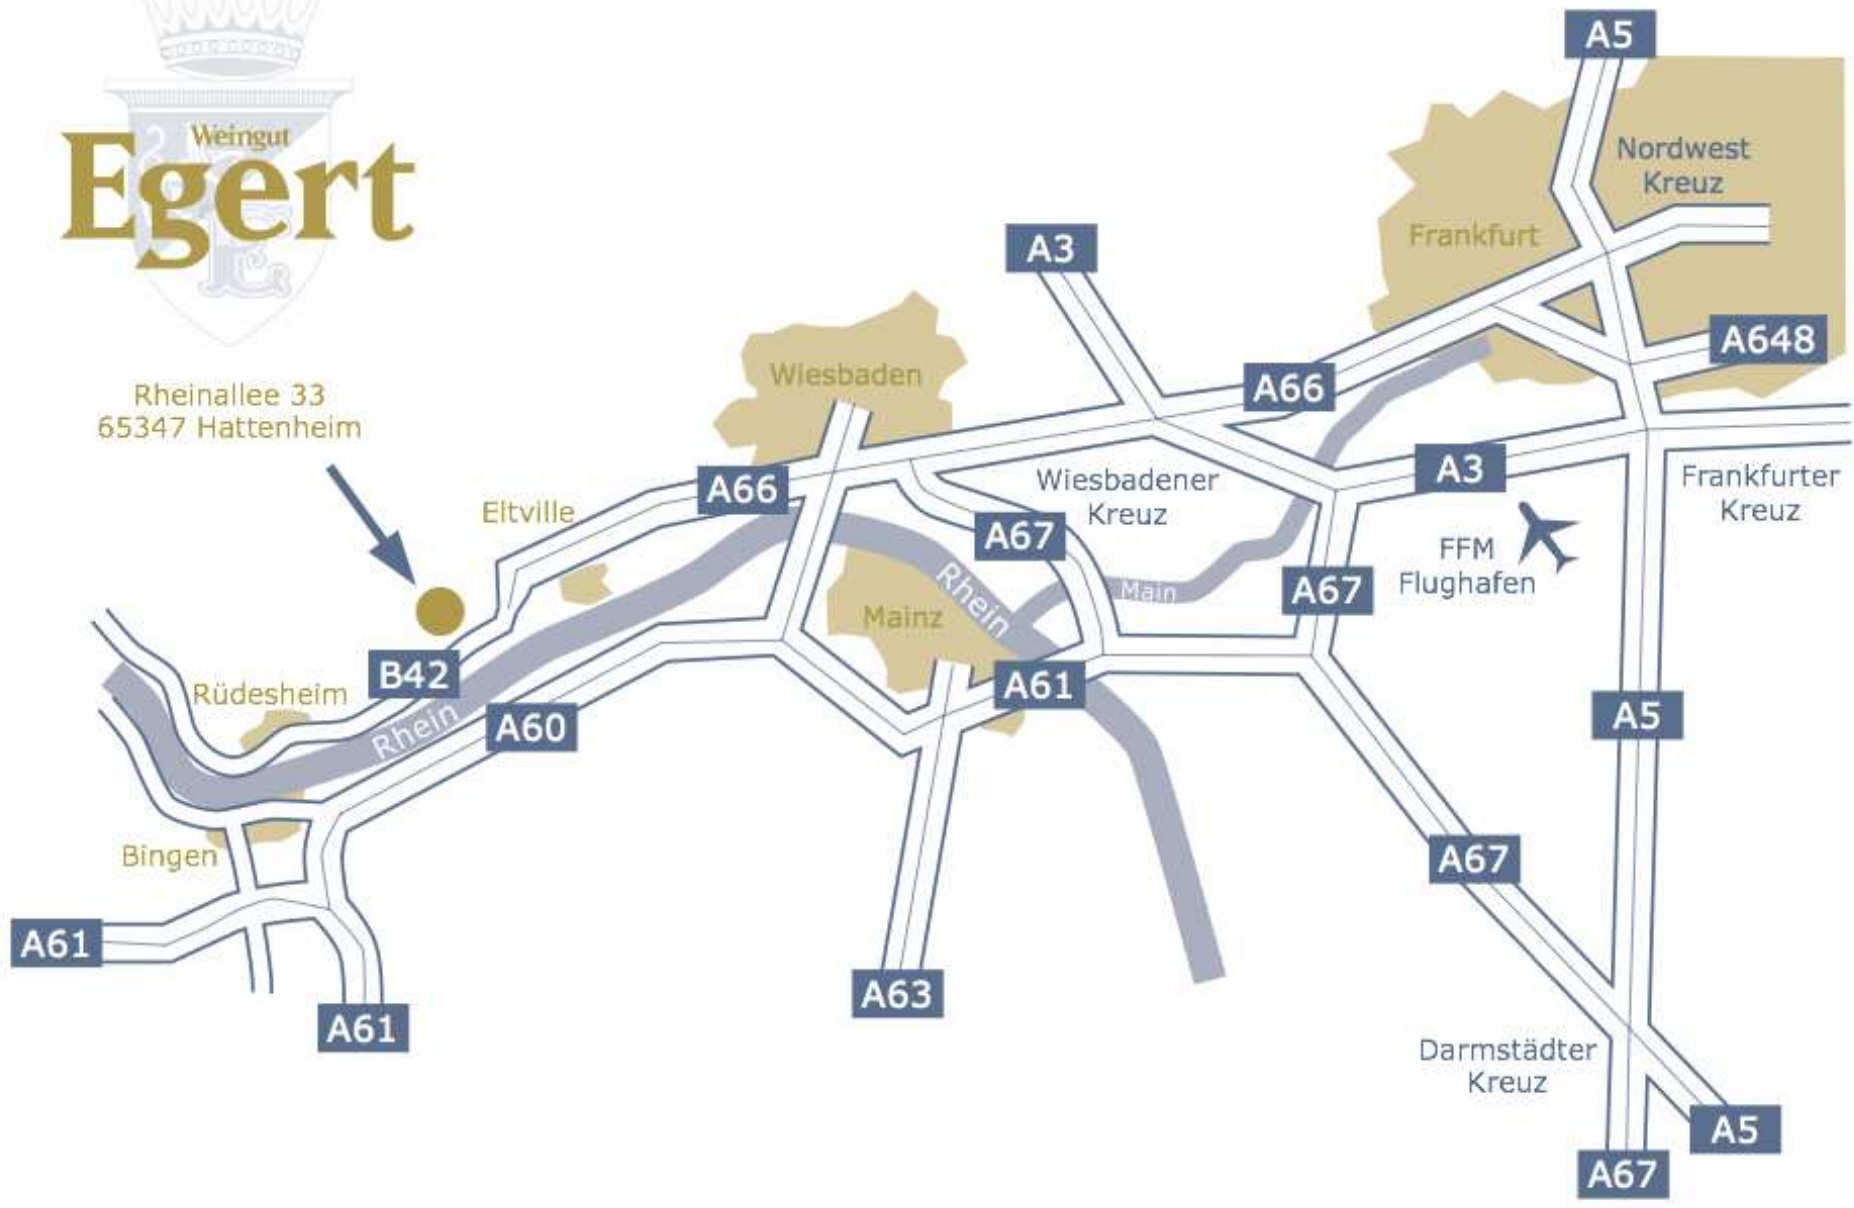 Weingut
Egert
Rheinallee 33
65347 Hattenheim
A5
Nordwest
Kreuz
Frankfurt
A3
A648
Wiesbaden
A66
A66
Wiesbadener
Kreuz
A3
Frankfurter
Kreuz
Eltville
A67
FFM
Flughafen
A67
Main
Rhein
Mainz
B42
Rüdesheim
A61
A60
Rhein
A5
Bingen
A67
A61
A63
A61
Darmstädter
Kreuz
A5
A67